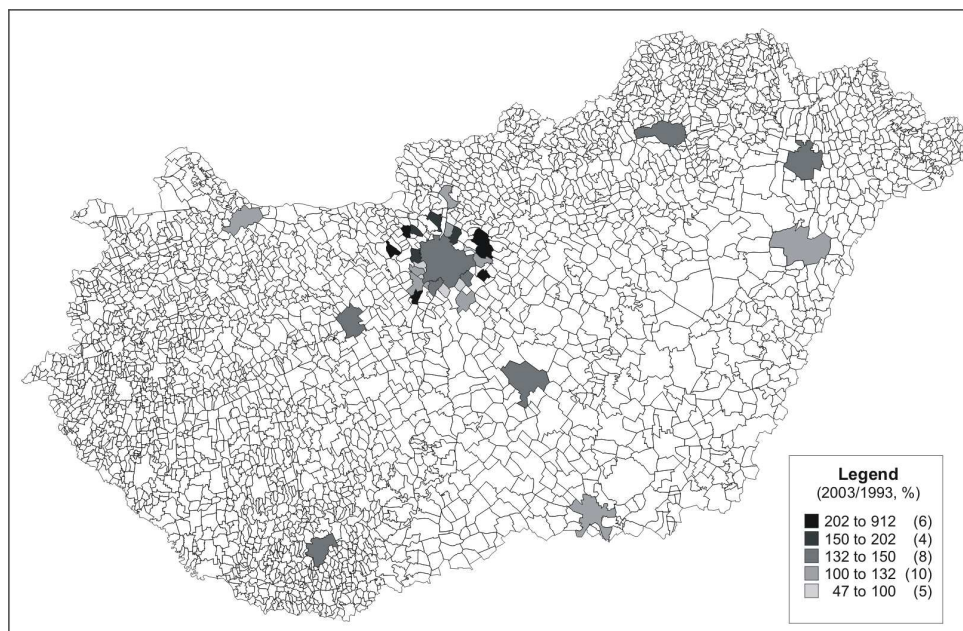 Legend
(2003/1993, %)
202 to 912 (6)
150 to 202 (4)
132 to 150 (8)
100 to 132 (10)
47 to 100 (5)